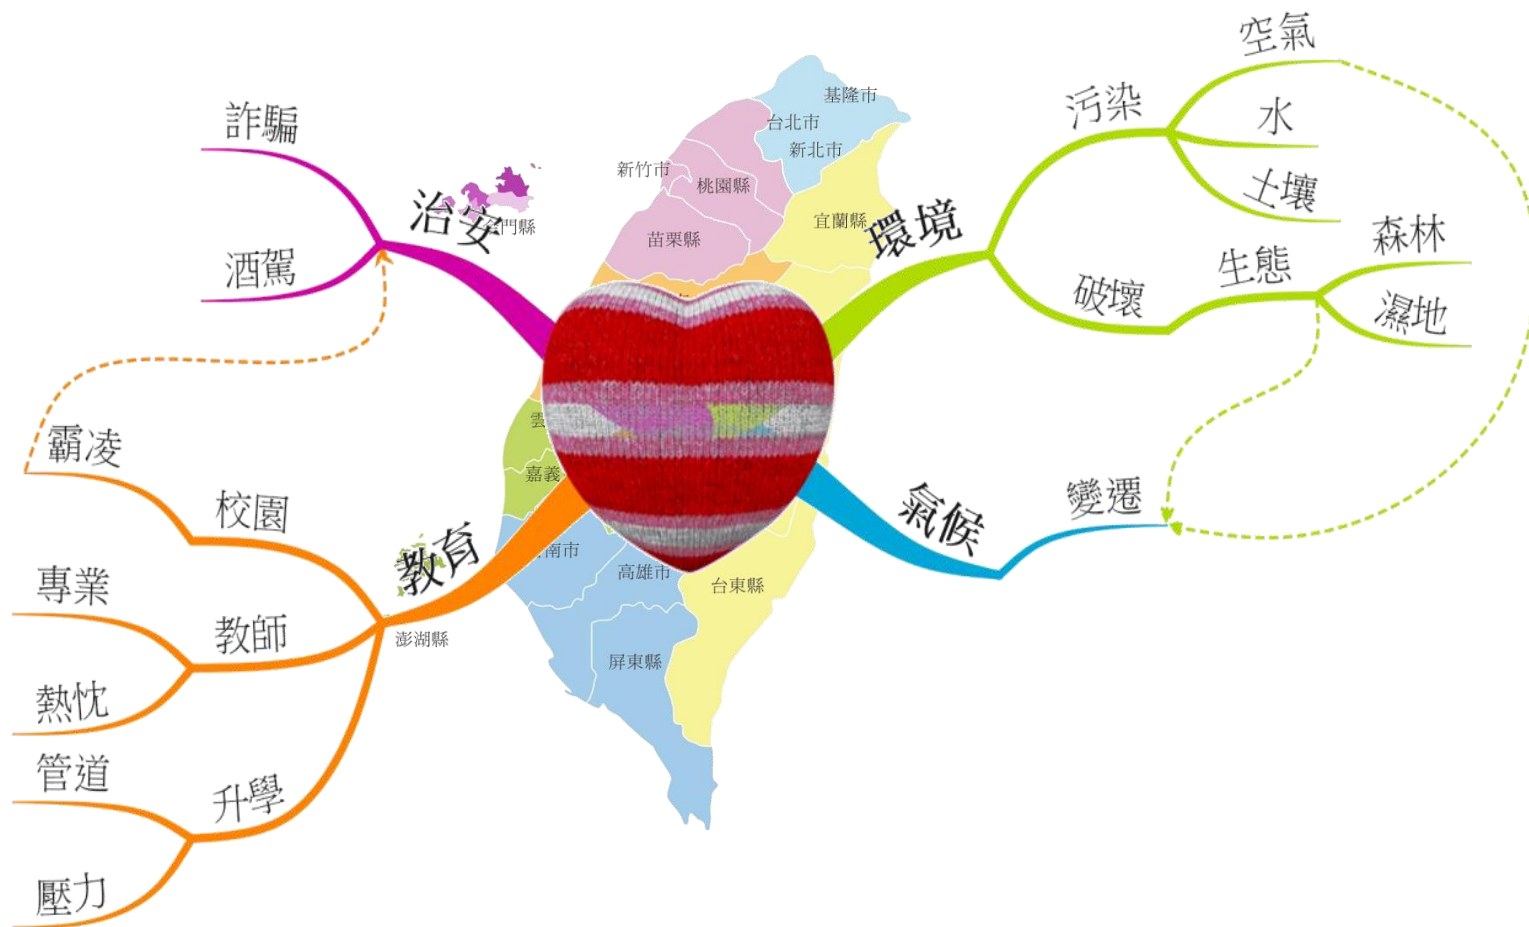 空氣
基隆市
污染
詐騙
水
台北市
新北市
新竹市
桃園縣
土壤
治安
門縣
宜蘭縣
環境
苗栗縣
森林
酒駕
生態
破壞
濕地
霸凌
嘉義
校園
氣候
變遷
教育
南市
高雄市
台東縣
專業
教師
澎湖縣
屏東縣
熱忱
管道
升學
壓力